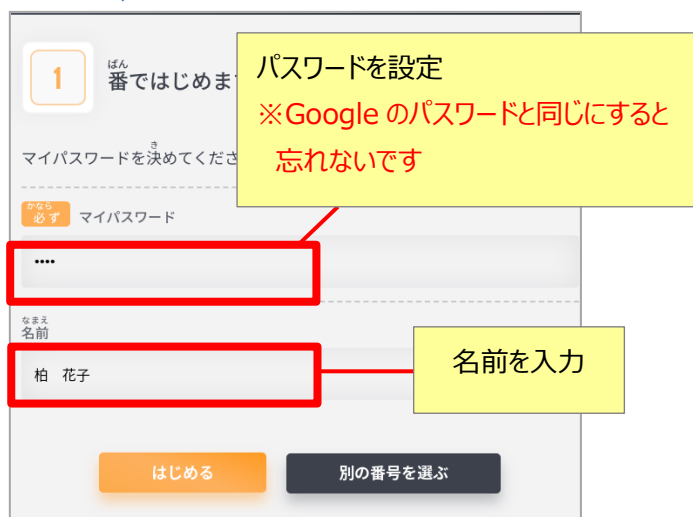 1
ばん
番ではじめま
パスワードを設定
※Google のパスワードと同じにすると
忘れないです
き
マイパスワードを決めてくださ
かなら
必ず マイパスワード
••••
なまえ
名前
柏 花子
名前を入力
はじめる
別の番号を選ぶ